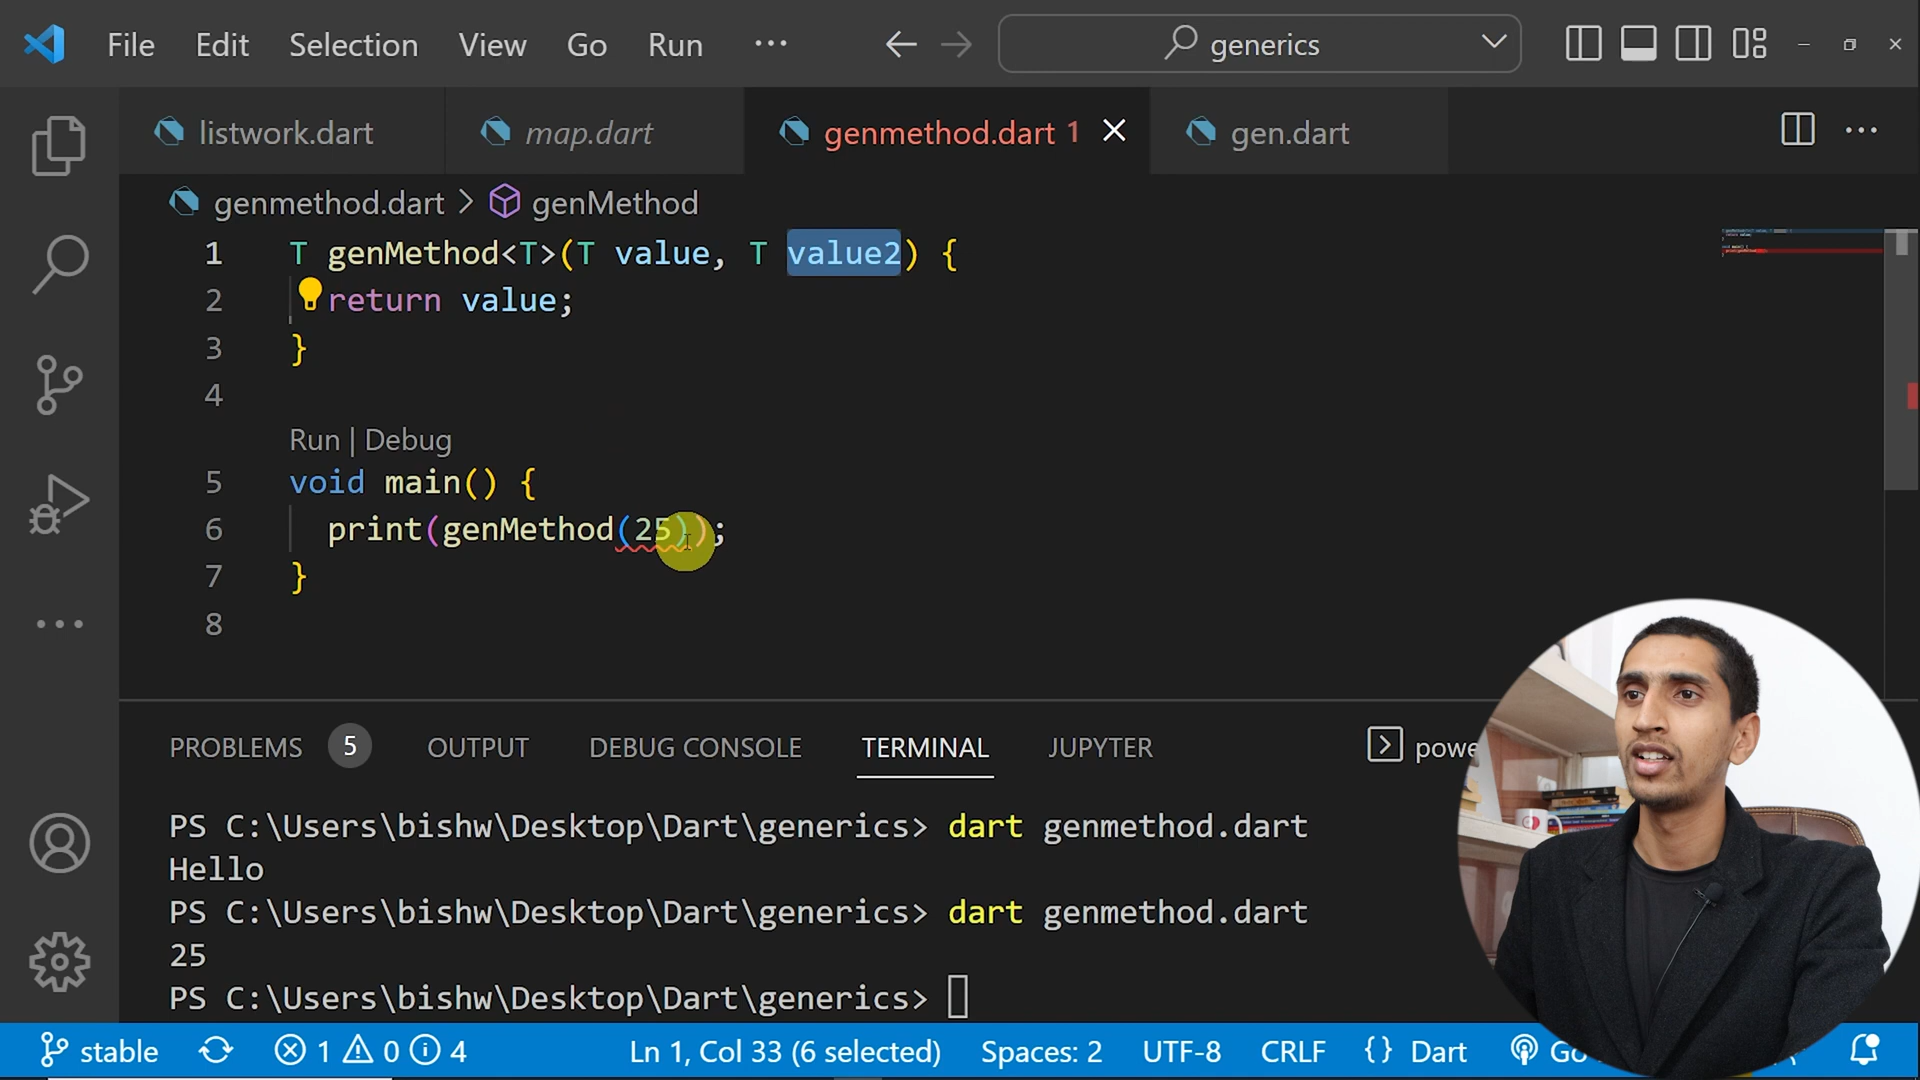 File Edit Selection View Go Run ··· generics
listwork.dart map.dart genmethod.dart 1 gen.dart
genmethod.dart > genMethod
1 T genMethod<T>(T value, T value2) {
2 return value;
3 }
4
Run | Debug
5 void main() {
6 print(genMethod(25));
7 }
8
PROBLEMS 5 OUTPUT DEBUG CONSOLE TERMINAL JUPYTER powe
PS C:\Users\bishw\Desktop\Dart\generics> dart genmethod.dart
Hello
PS C:\Users\bishw\Desktop\Dart\generics> dart genmethod.dart
25
PS C:\Users\bishw\Desktop\Dart\generics>
stable 1 0 4 Ln 1, Col 33 (6 selected) Spaces: 2 UTF-8 CRLF {} Dart Go